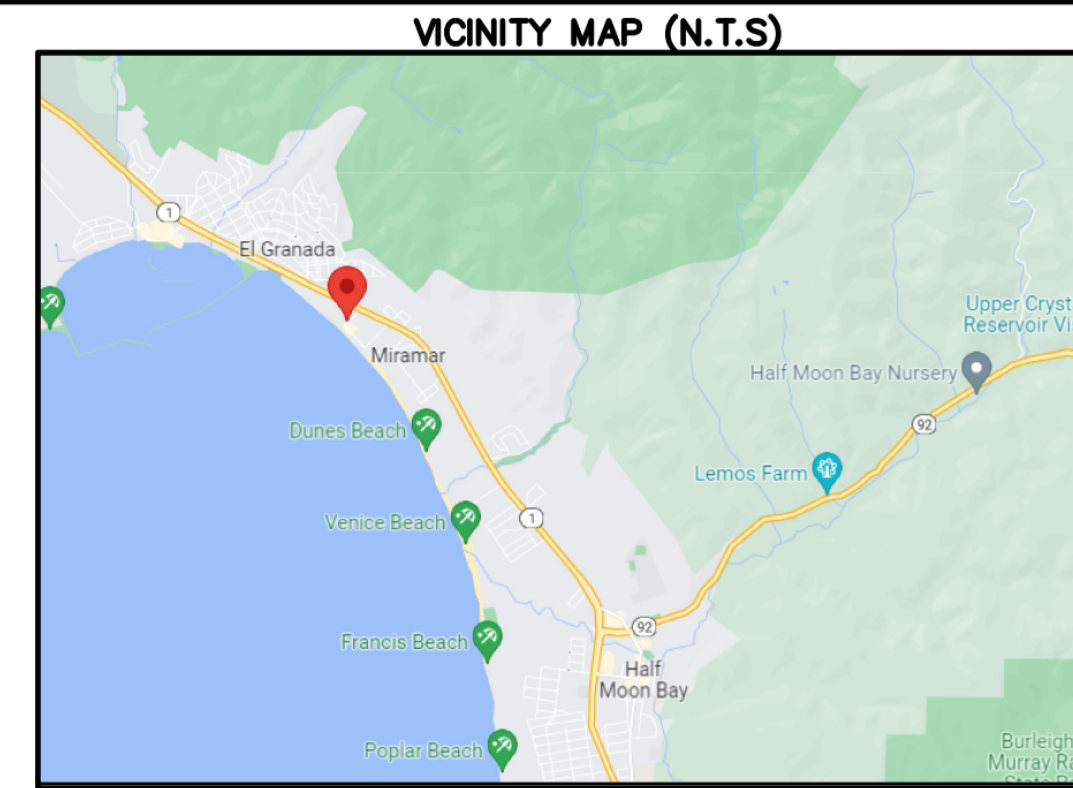 VICINITY MAP (N.T.S)
1
El Granada
Upper Cryst
Reservoir Vi
Miramar
Half Moon Bay Nursery
Dunes Beach
92
Lemos Farm
Venice Beach
1
92
Francis Beach
Half
Moon Bay
Poplar Beach
Burleigh
Murray Ra